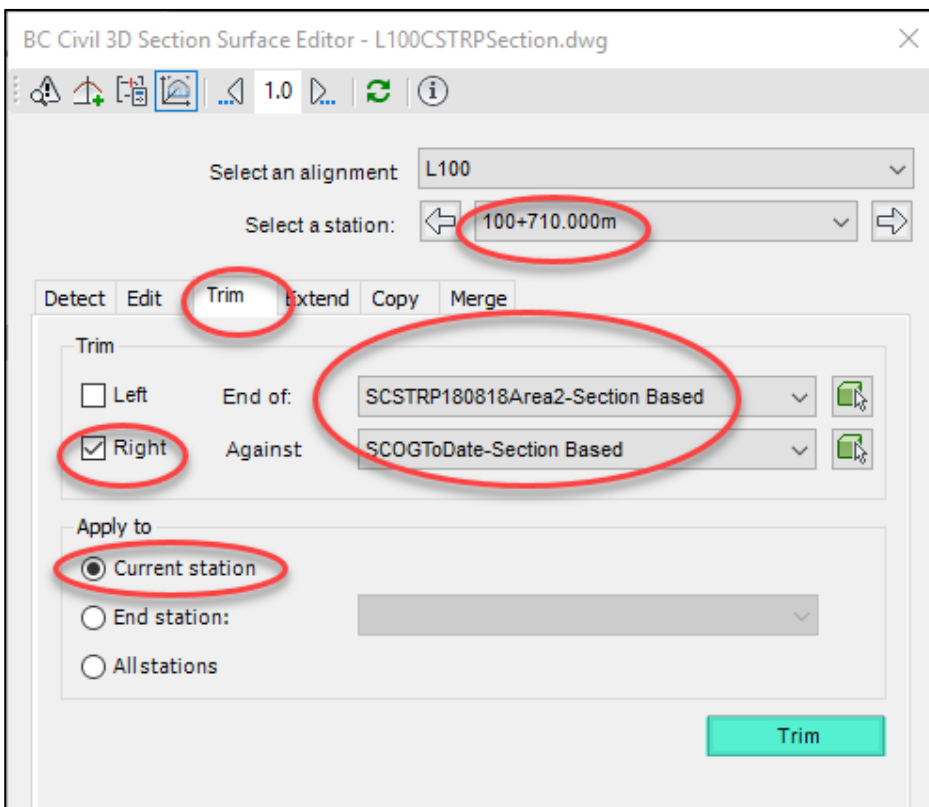 BC Civil 3D Section Surface Editor - L100CSTRPSection.dwg
1.0
Select an alignment L100
Select a station: 100+710.000m
Detect Edit Trim Extend Copy Merge
Trim
Left End of: SCSTRP180818Area2-Section Based
Right Against SCOGToDate-Section Based
Apply to
Current station
End station:
All stations
Trim